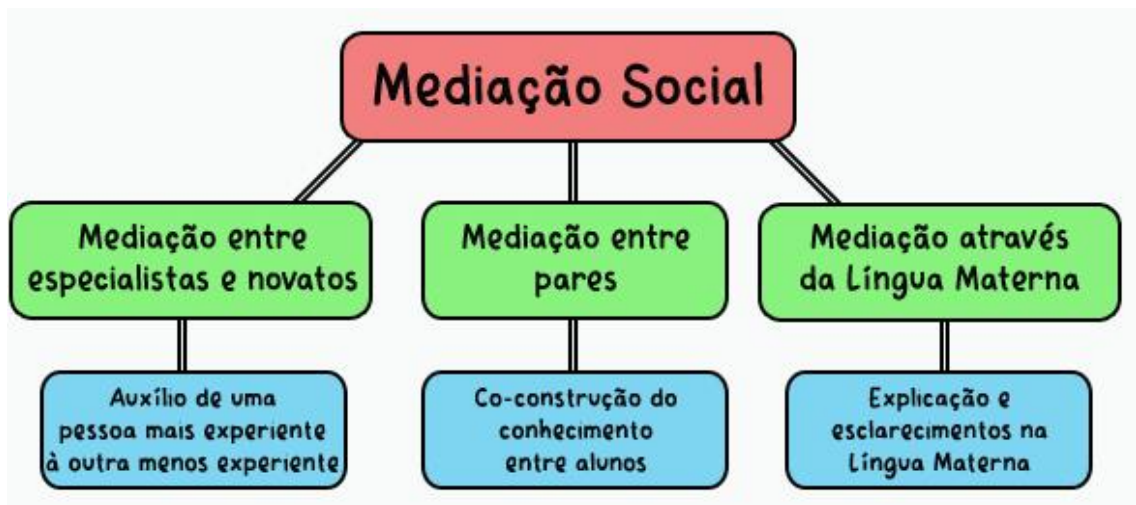 Mediação Social
Mediação entre
especialistas e novatos
Mediação entre
pares
Mediação através
da Língua Materna
Auxílio de uma
pessoa mais experiente
à outra menos experiente
Co-construção do
conhecimento
entre alunos
Explicação e
esclarecimentos na
Língua Materna